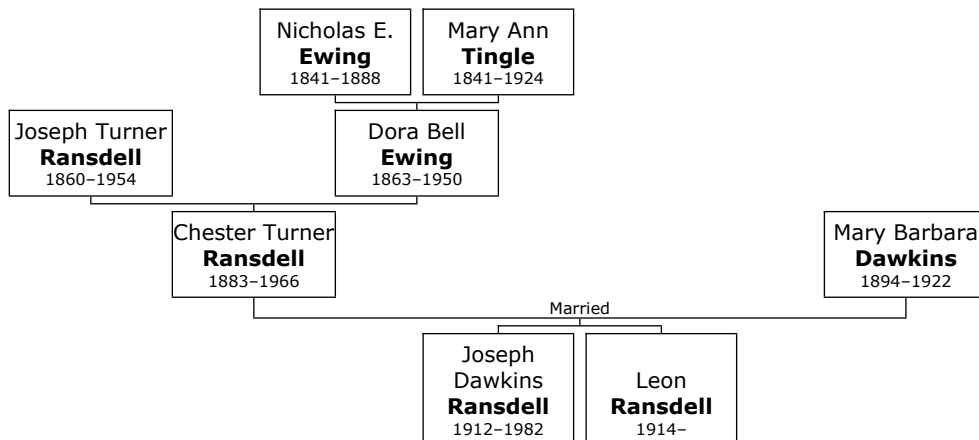 Nicholas E.
Ewing
1841–1888
Mary Ann
Tingle
1841–1924
Joseph Turner
Ransdell
1860–1954
Dora Bell
Ewing
1863–1950
Chester Turner
Ransdell
1883–1966
Mary Barbara
Dawkins
1894–1922
Married
Joseph
Dawkins
Ransdell
1912–1982
Leon
Ransdell
1914–